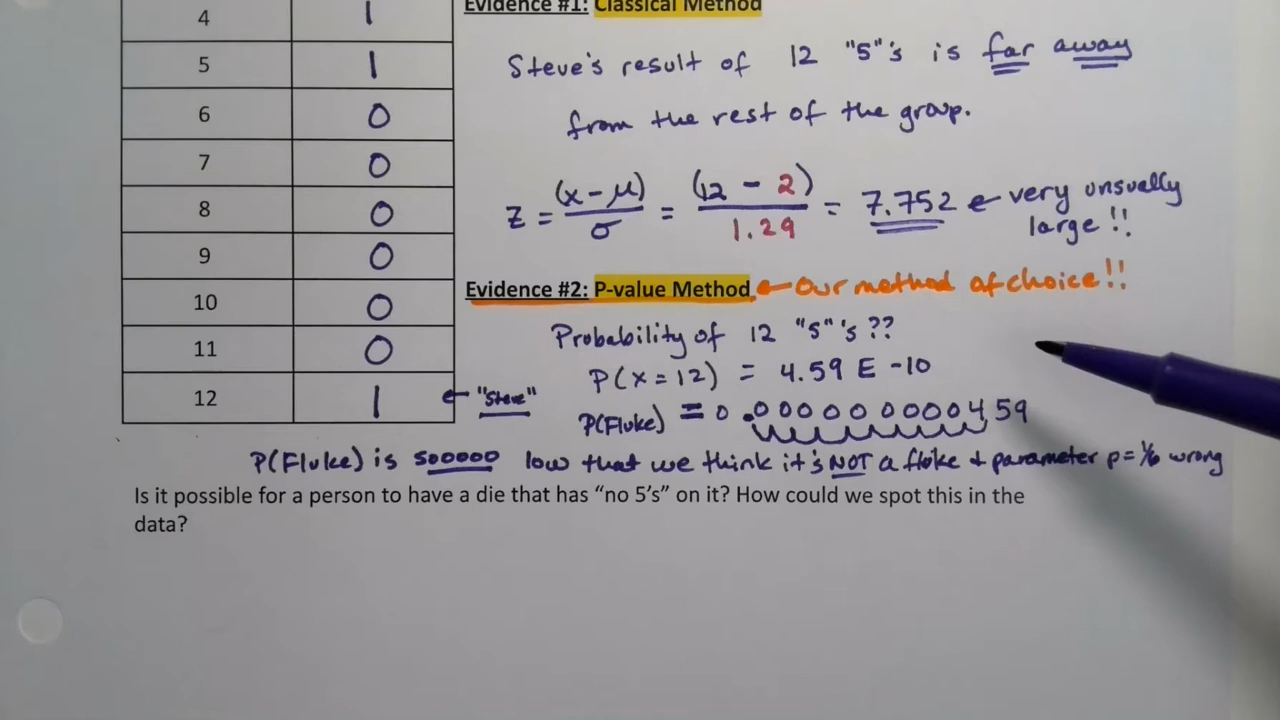 4 1
Evidence #1: Classical Method
Steve's result of 12 "5"'s is far away
5 1
from the rest of the group.
6 0
7 0
Z = (x - μ) / σ = (12 - 2) / 1.29 = 7.752 ← very unsually large!!
8 0
9 0
Evidence #2: P-value Method ← Our method of choice!!
10 0
Probability of 12 "5"'s ??
11 0
P(x = 12) = 4.59 E -10
12 1 ← "Steve"
P(Fluke) = 0.000000000459
P(Fluke) is soooooo low that we think it's NOT a fluke + parameter p = 1/6 wrong
Is it possible for a person to have a die that has “no 5’s” on it? How could we spot this in the
data?